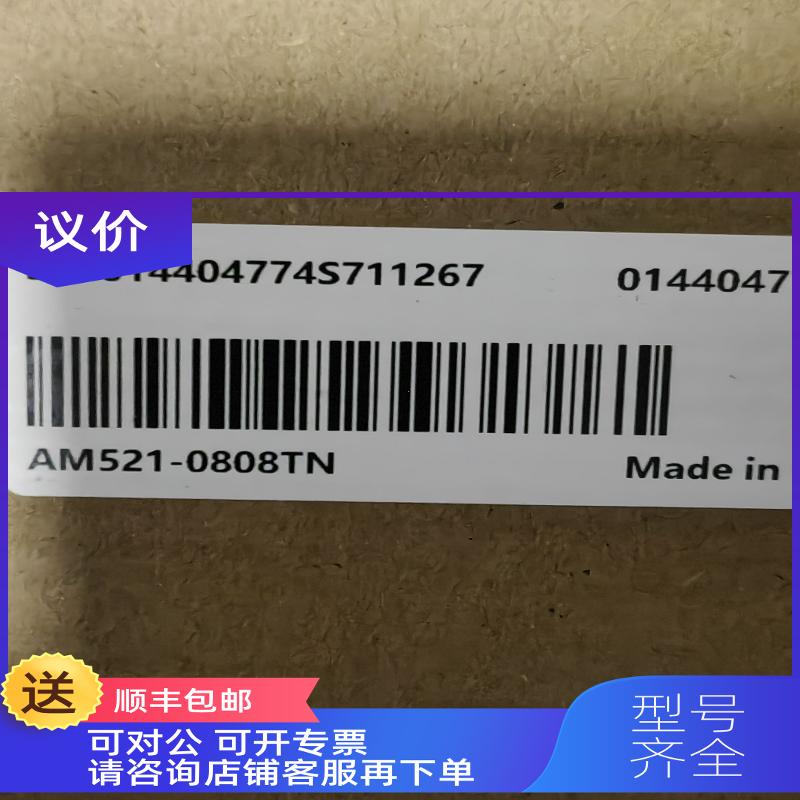 议价
014404774S711267
0144047
AM521-0808TN
Made in
送
顺丰包邮
可对公 可开专票
请咨询店铺客服再下单
型号
齐全